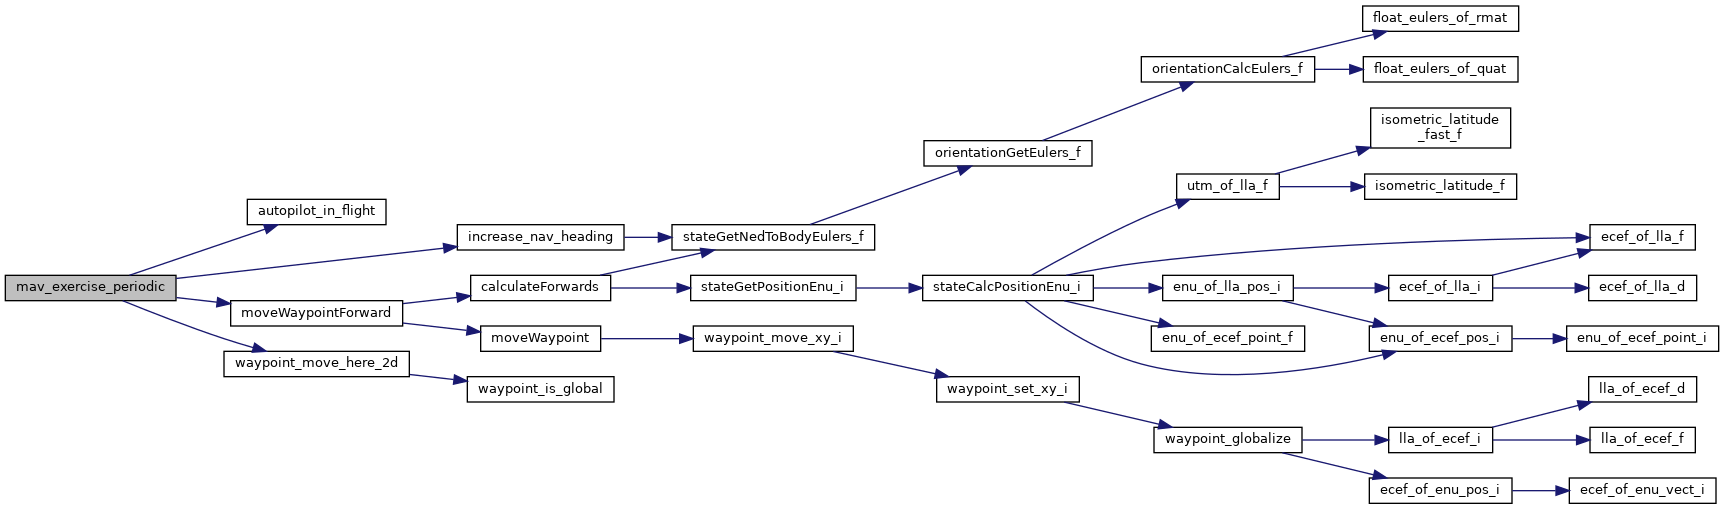 mav_exercise_periodic
autopilot_in_flight
increase_nav_heading
moveWaypointForward
waypoint_move_here_2d
calculateForwards
moveWaypoint
waypoint_is_global
stateGetNedToBodyEulers_f
stateGetPositionEnu_i
waypoint_move_xy_i
orientationGetEulers_f
stateCalcPositionEnu_i
waypoint_set_xy_i
orientationCalcEulers_f
utm_of_lla_f
enu_of_lla_pos_i
enu_of_ecef_point_f
waypoint_globalize
float_eulers_of_rmat
float_eulers_of_quat
isometric_latitude
_fast_f
isometric_latitude_f
ecef_of_lla_i
enu_of_ecef_pos_i
lla_of_ecef_i
ecef_of_enu_pos_i
ecef_of_lla_f
ecef_of_lla_d
enu_of_ecef_point_i
lla_of_ecef_d
lla_of_ecef_f
ecef_of_enu_vect_i